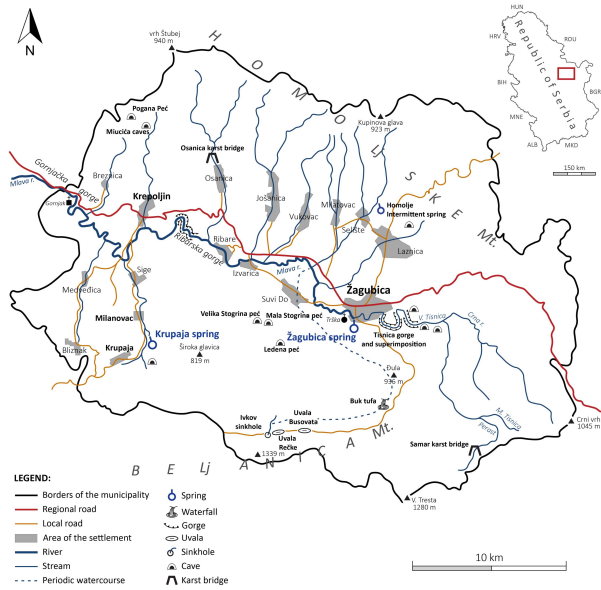 N
vrh Štubej
940 m
H O M O Lj S K E Mt.
HUN
HRV
ROU
Republic of Serbia
BIH
BGR
MNE
ALB
MKD
150 km
Pogana Peć
Miucića caves
Kupinova glava
923 m
Osanica karst bridge
Gornjačka gorge
Mlava r.
Breznica
Osanica
Gornjak
Krepoljin
Jošanica
Vukovac
Milatovac
Selište
Homolje
Intermittent spring
Laznica
Ribare
Ribarska gorge
Izvarica
Mlava r.
Sige
Medveđica
Suvi Do
Žagubica
Milanovac
Velika Stogrina peć
Mala Stogrina peć
Trška
V. Tisnica
Crna r.
Krupaja spring
Žagubica spring
Tisnica gorge
and superimposition
Bliznak
Krupaja
Široka glavica
819 m
Ledena peć
Đula
936 m
Buk tufa
Ivkov
sinkhole
Uvala
Busovata
Uvala
Rečke
M. Tisnica
Perast
Crni vrh
1045 m
Samar karst bridge
1339 m
B E Lj A N I C A Mt.
V. Tresta
1280 m
LEGEND:
Borders of the municipality
Regional road
Local road
Area of the settlement
River
Stream
Periodic watercourse
Spring
Waterfall
Gorge
Uvala
Sinkhole
Cave
Karst bridge
10 km